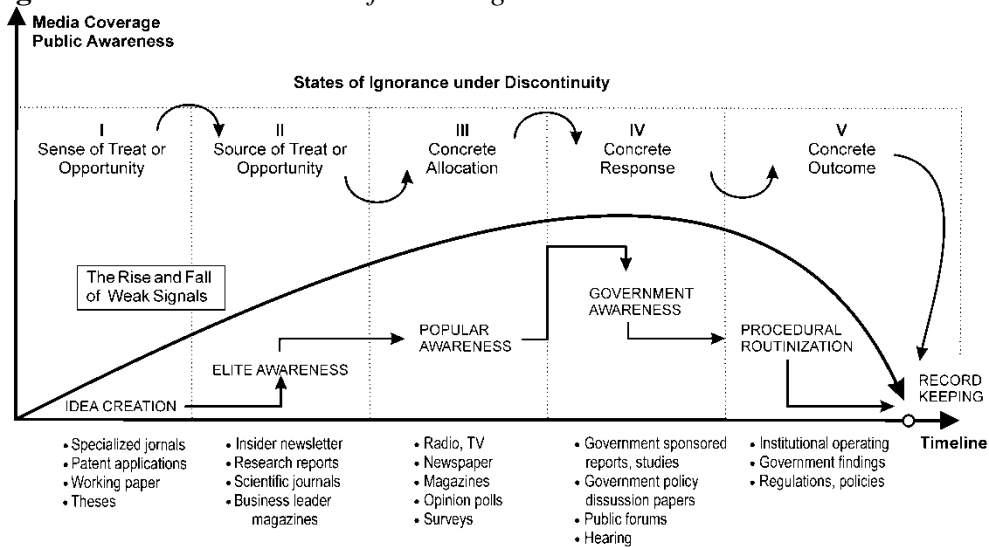 Media Coverage
Public Awareness
States of Ignorance under Discontinuity
I
Sense of Treat or
Opportunity
II
Source of Treat or
Opportunity
III
Concrete
Allocation
IV
Concrete
Response
V
Concrete
Outcome
The Rise and Fall
of Weak Signals
IDEA CREATION
ELITE AWARENESS
POPULAR
AWARENESS
GOVERNMENT
AWARENESS
PROCEDURAL
ROUTINIZATION
RECORD
KEEPING
Timeline
• Specialized jornals
• Patent applications
• Working paper
• Theses
• Insider newsletter
• Research reports
• Scientific journals
• Business leader
magazines
• Radio, TV
• Newspaper
• Magazines
• Opinion polls
• Surveys
• Government sponsored
reports, studies
• Government policy
dissussion papers
• Public forums
• Hearing
• Institutional operating
• Government findings
• Regulations, policies